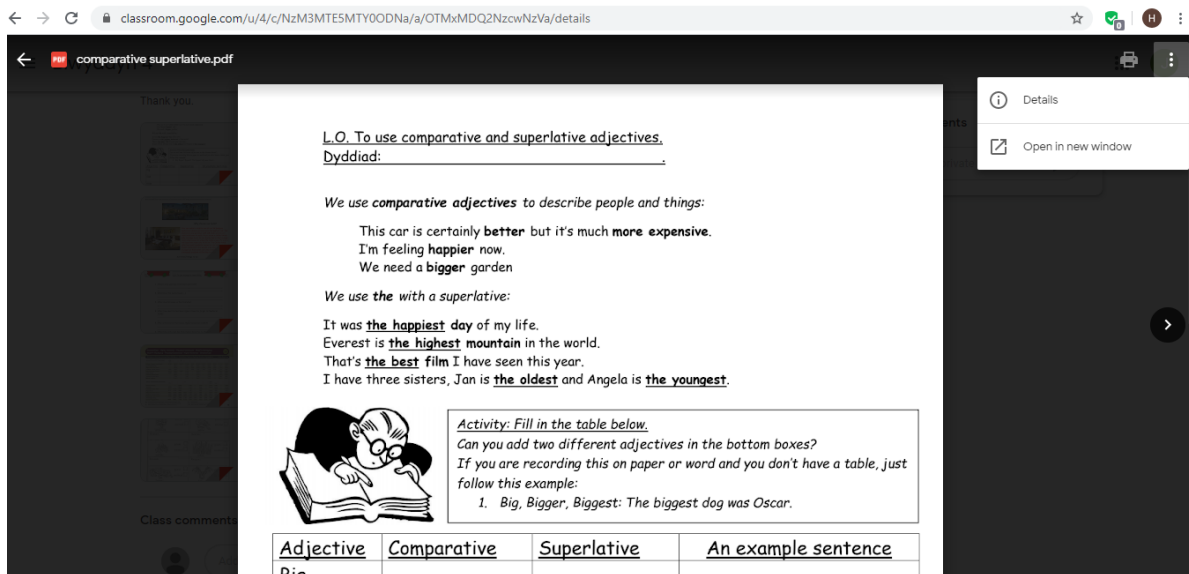 classroom.google.com/u/4/c/NzM3MTE5MTY0ODNa/a/OTMxMDQ2NzcwNzVa/details
H
PDF comparative superlative.pdf
Details
Open in new window
Thank you
L.O. To use comparative and superlative adjectives.
Dyddiad: .
We use comparative adjectives to describe people and things:
This car is certainly better but it's much more expensive.
I'm feeling happier now.
We need a bigger garden
We use the with a superlative:
It was the happiest day of my life.
Everest is the highest mountain in the world.
That's the best film I have seen this year.
I have three sisters, Jan is the oldest and Angela is the youngest.
Activity: Fill in the table below.
Can you add two different adjectives in the bottom boxes?
If you are recording this on paper or word and you don't have a table, just
follow this example:
1. Big, Bigger, Biggest: The biggest dog was Oscar.
Class comments
Adjective Comparative Superlative An example sentence
Big